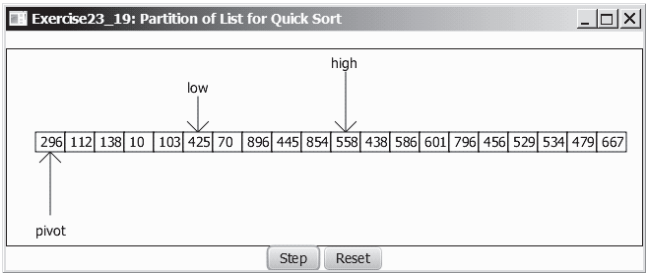 Exercise23_19: Partition of List for Quick Sort
high
low
296 112 138 10 103 425 70 896 445 854 558 438 586 601 796 456 529 534 479 667
pivot
Step Reset